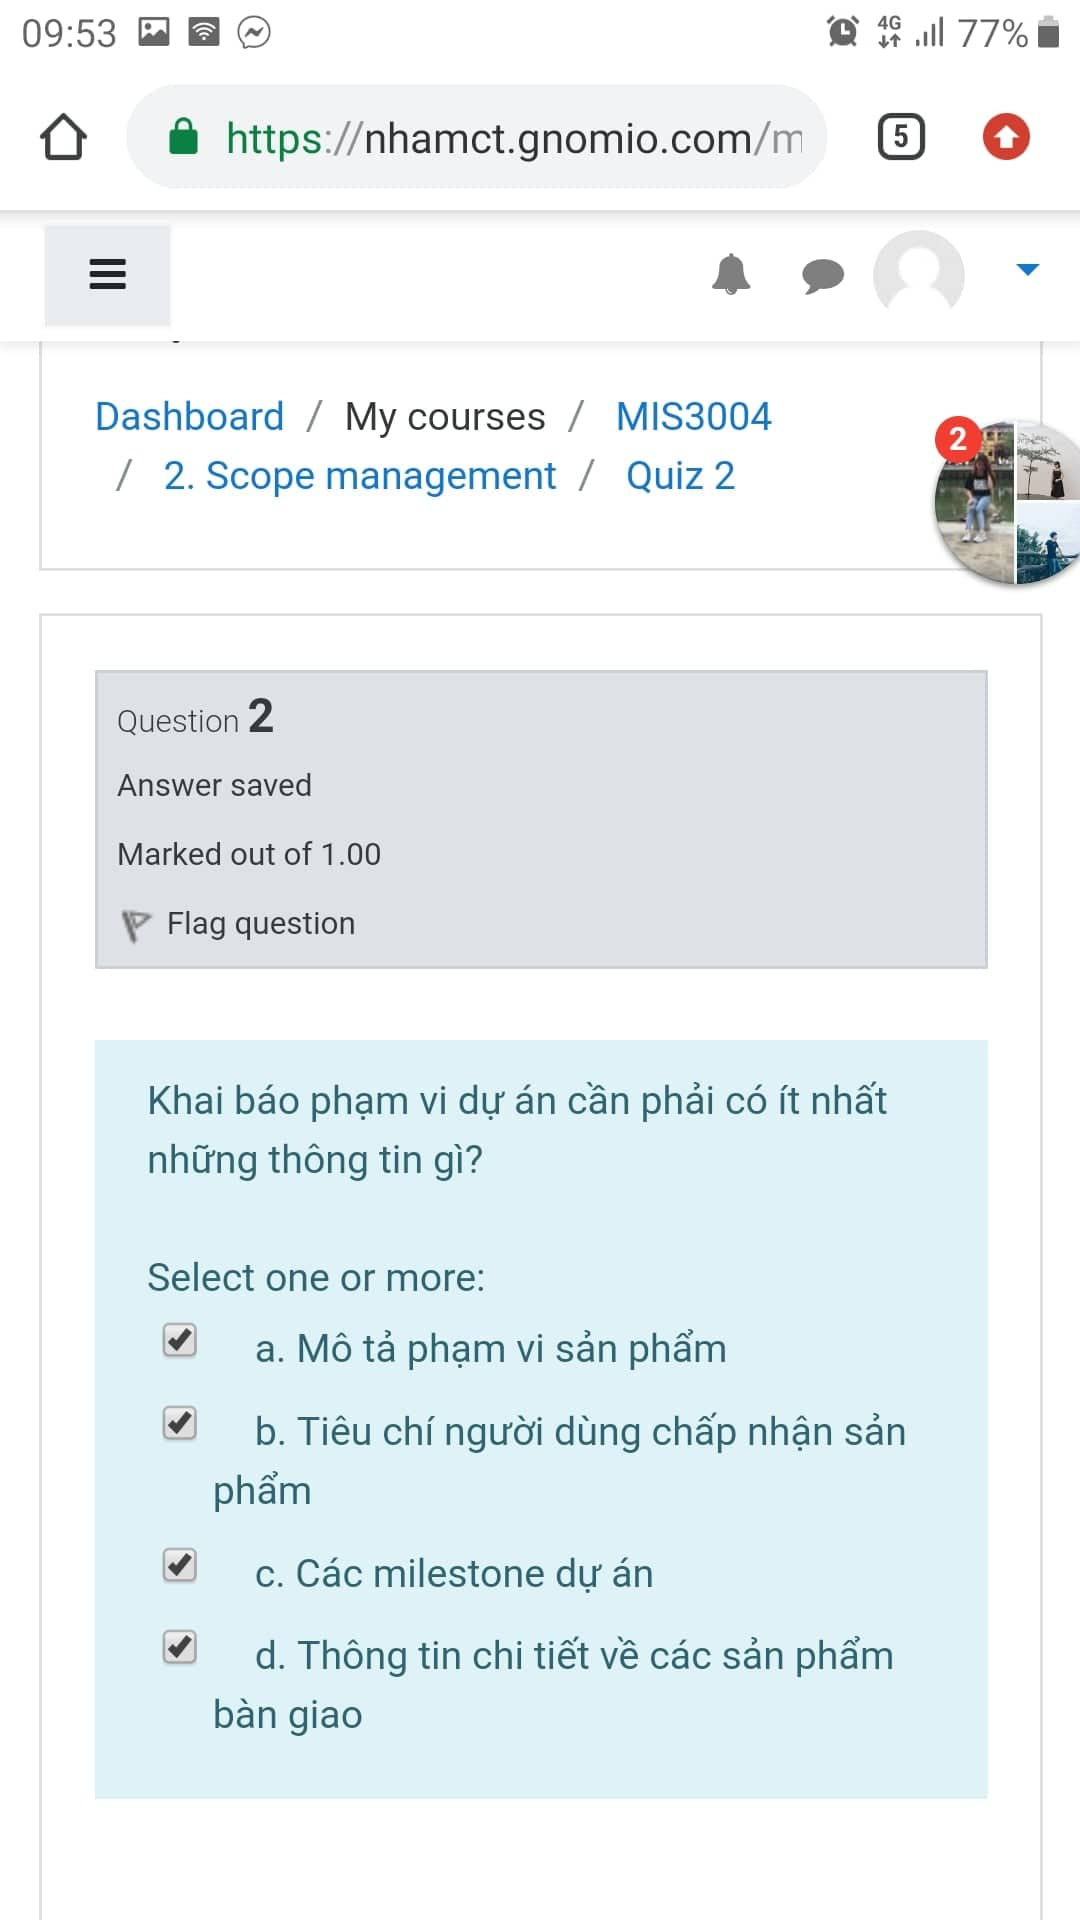 09:53
4G
77%
https://nhamct.gnomio.com/m
5
Dashboard / My courses / MIS3004
/ 2. Scope management / Quiz 2
2
Question 2
Answer saved
Marked out of 1.00
Flag question
Khai báo phạm vi dự án cần phải có ít nhất
những thông tin gì?
Select one or more:
a. Mô tả phạm vi sản phẩm
b. Tiêu chí người dùng chấp nhận sản
phẩm
c. Các milestone dự án
d. Thông tin chi tiết về các sản phẩm
bàn giao